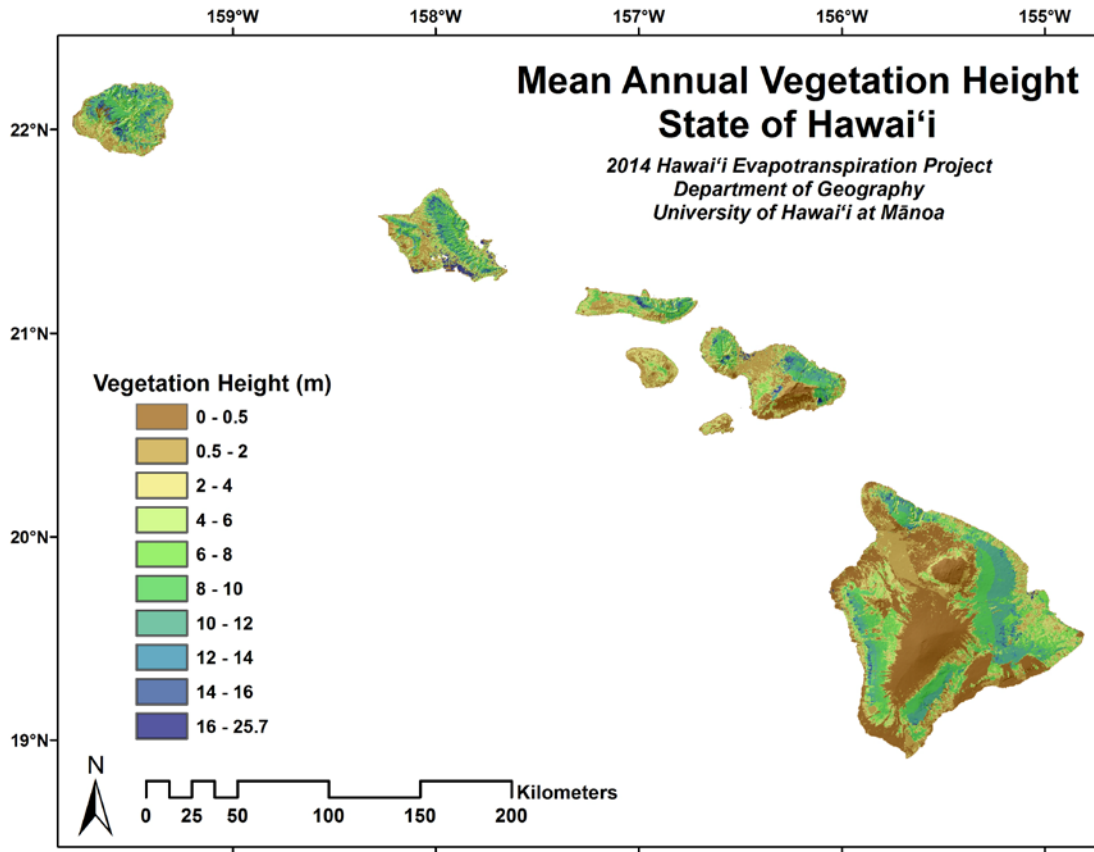 159°W 158°W 157°W 156°W 155°W
Mean Annual Vegetation Height
State of Hawai‘i
2014 Hawai‘i Evapotranspiration Project
Department of Geography
University of Hawai‘i at Mānoa
22°N
21°N
20°N
19°N
Vegetation Height (m)
0 - 0.5
0.5 - 2
2 - 4
4 - 6
6 - 8
8 - 10
10 - 12
12 - 14
14 - 16
16 - 25.7
N
Kilometers
0 25 50 100 150 200